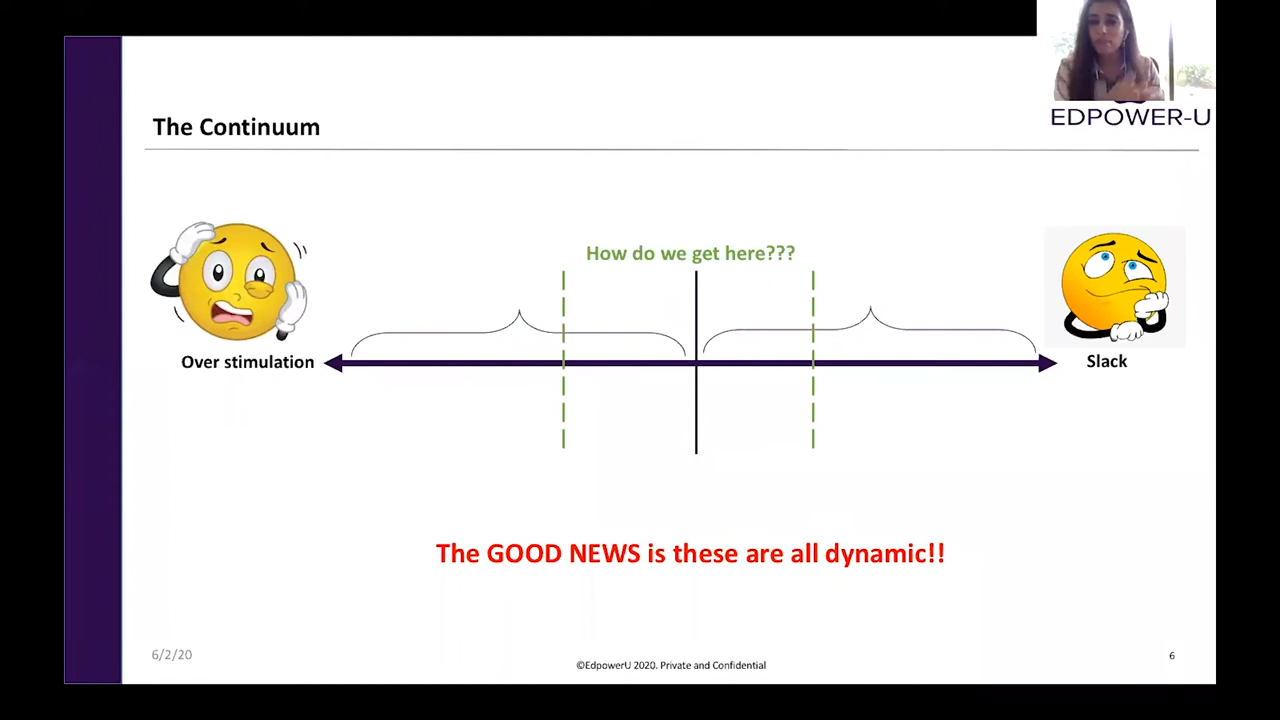 EDPOWER-U
The Continuum
How do we get here???
Over stimulation
Slack
The GOOD NEWS is these are all dynamic!!
6/2/20
©EdpowerU 2020. Private and Confidential
6